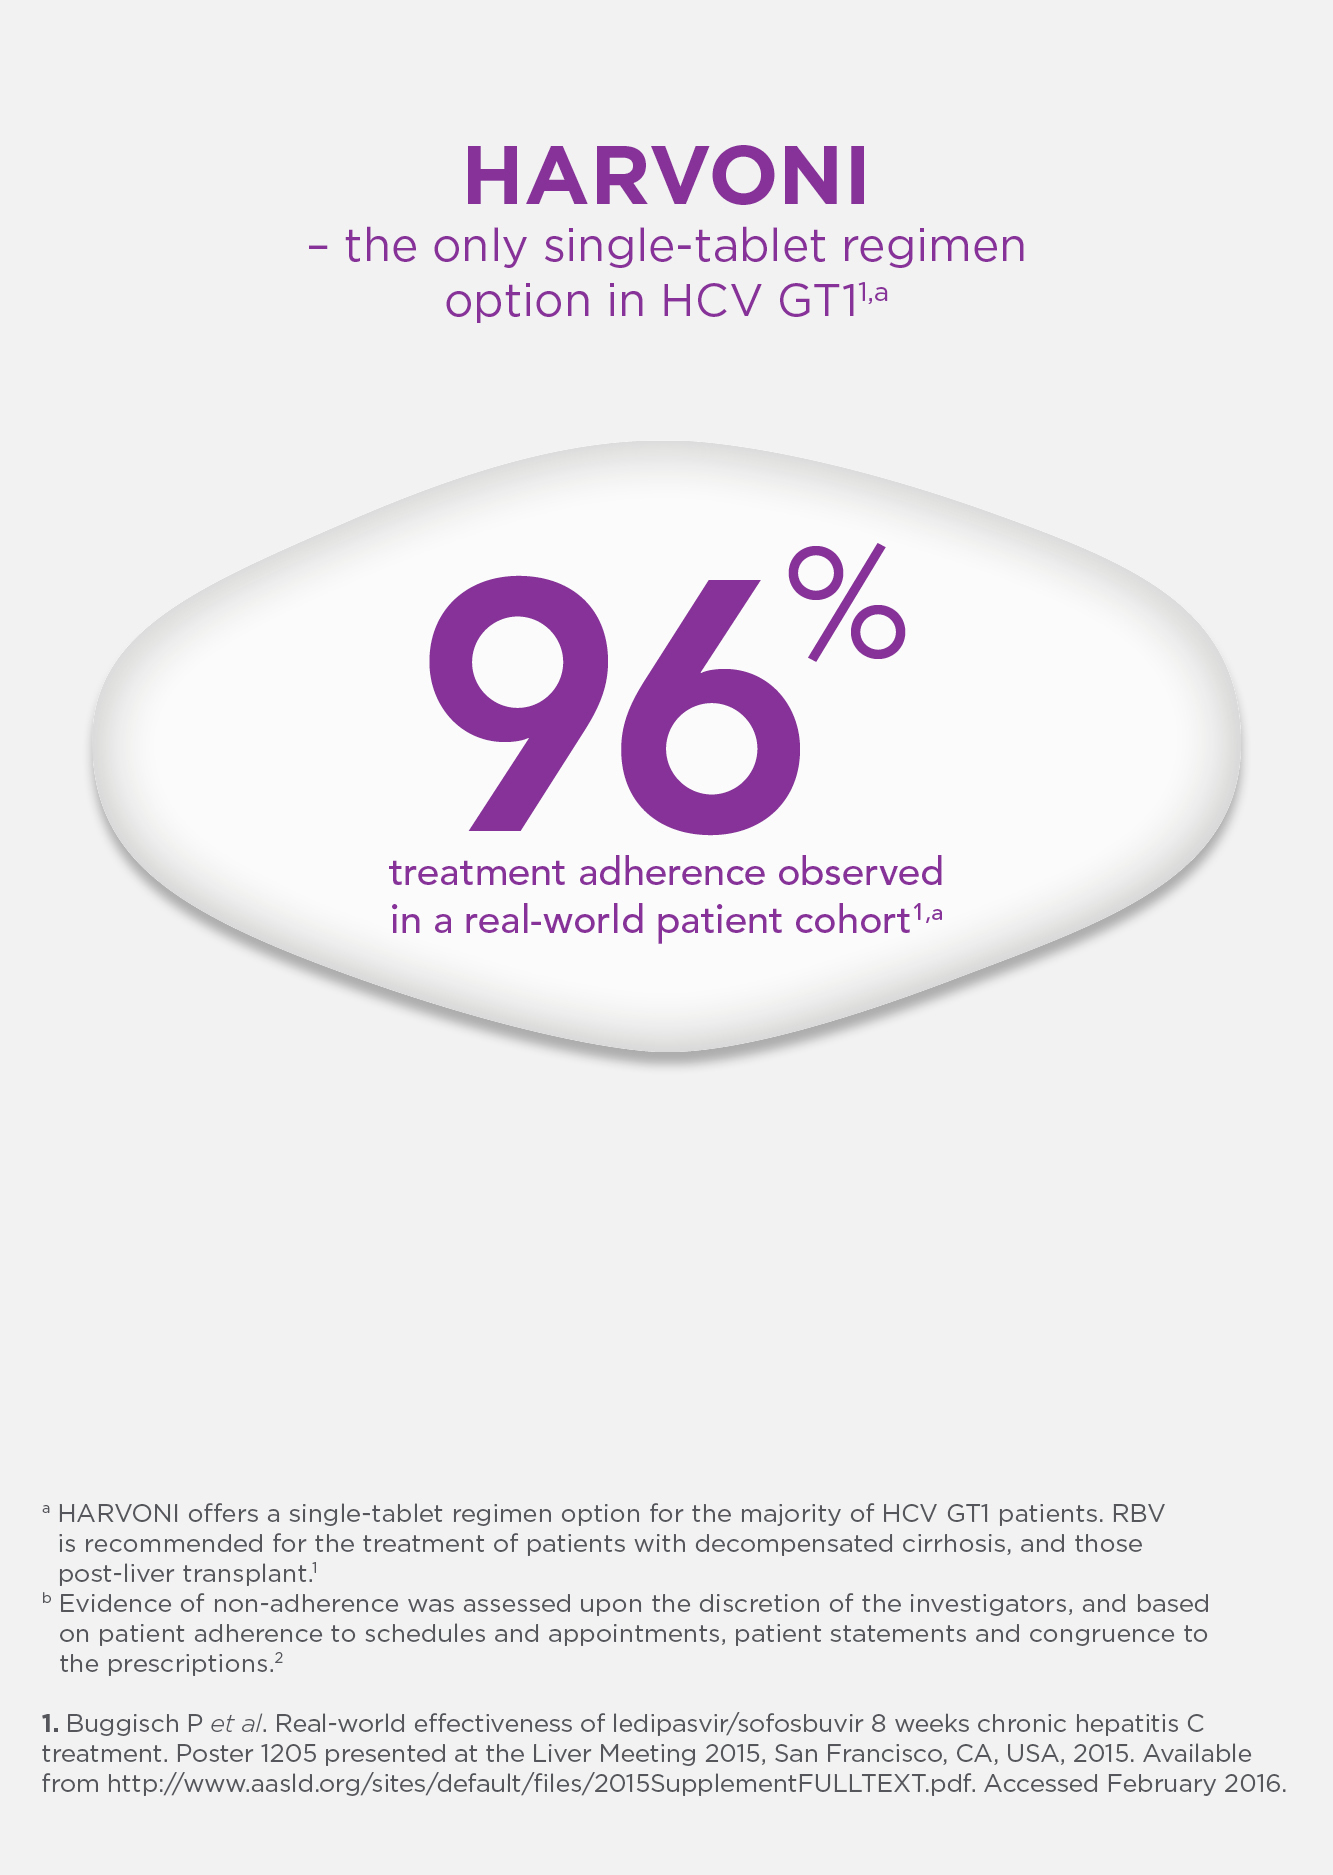 HARVONI
– the only single-tablet regimen
option in HCV GT1¹,ᵃ
96%
treatment adherence observed
in a real-world patient cohort¹,ᵃ
ᵃ HARVONI offers a single-tablet regimen option for the majority of HCV GT1 patients. RBV
is recommended for the treatment of patients with decompensated cirrhosis, and those
post-liver transplant.¹
ᵇ Evidence of non-adherence was assessed upon the discretion of the investigators, and based
on patient adherence to schedules and appointments, patient statements and congruence to
the prescriptions.²
1. Buggisch P et al. Real-world effectiveness of ledipasvir/sofosbuvir 8 weeks chronic hepatitis C
treatment. Poster 1205 presented at the Liver Meeting 2015, San Francisco, CA, USA, 2015. Available
from http://www.aasld.org/sites/default/files/2015SupplementFULLTEXT.pdf. Accessed February 2016.